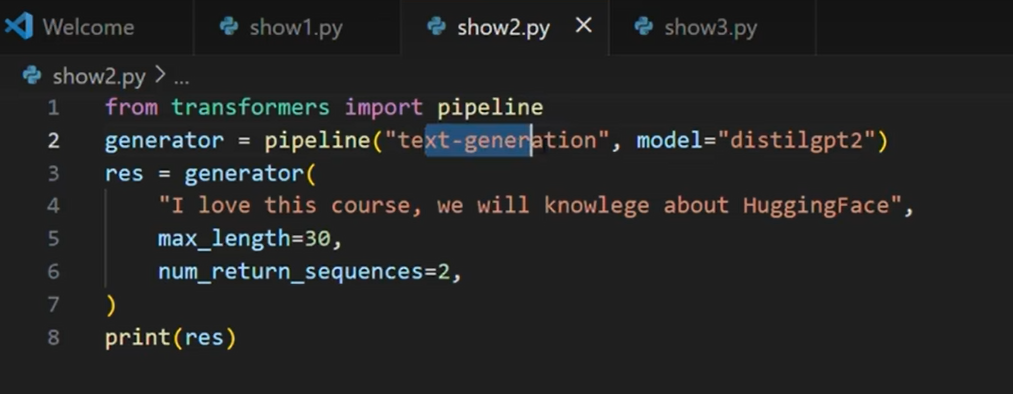 Welcome show1.py show2.py × show3.py
show2.py > ...
1 from transformers import pipeline
2 generator = pipeline("text-generation", model="distilgpt2")
3 res = generator(
4     "I love this course, we will knowlege about HuggingFace",
5     max_length=30,
6     num_return_sequences=2,
7 )
8 print(res)